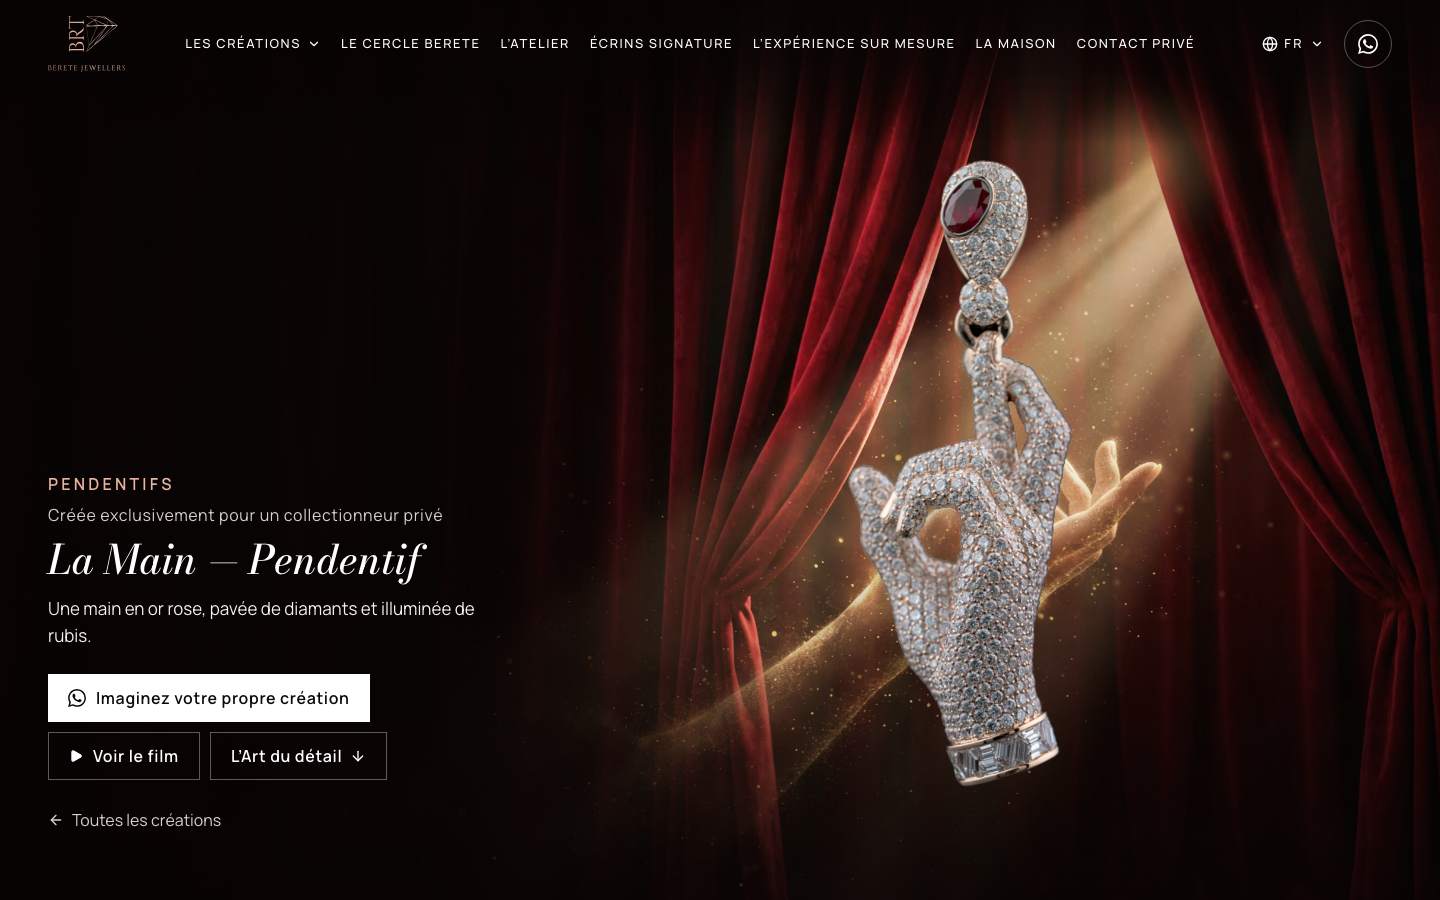 BRT
BERETE JEWELLERS
LES CRÉATIONS
LE CERCLE BERETE
L’ATELIER
ÉCRINS SIGNATURE
L’EXPÉRIENCE SUR MESURE
LA MAISON
CONTACT PRIVÉ
FR
PENDENTIFS
Créée exclusivement pour un collectionneur privé
La Main — Pendentif
Une main en or rose, pavée de diamants et illuminée de
rubis.
Imaginez votre propre création
Voir le film
L’Art du détail ↓
← Toutes les créations